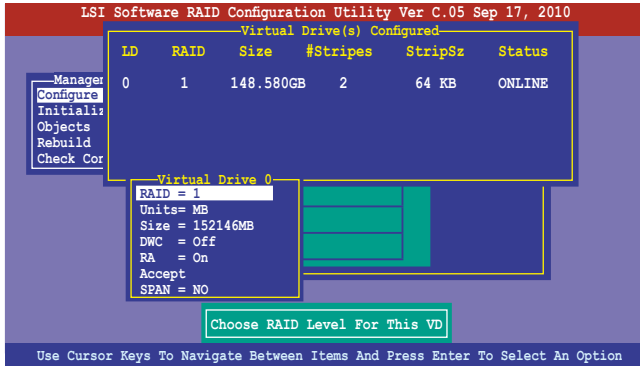 LSI Software RAID Configuration Utility Ver C.05 Sep 17, 2010
Virtual Drive(s) Configured
LD RAID Size #Stripes StripSz Status
0 1 148.580GB 2 64 KB ONLINE
Configure
Objects
Rebuild
Virtual Drive 0
RAID = 1
Units= MB
Size = 152146MB
DWC = Off
RA = On
Accept
SPAN = NO
Choose RAID Level For This VD
Use Cursor Keys To Navigate Between Items And Press Enter To Select An Option